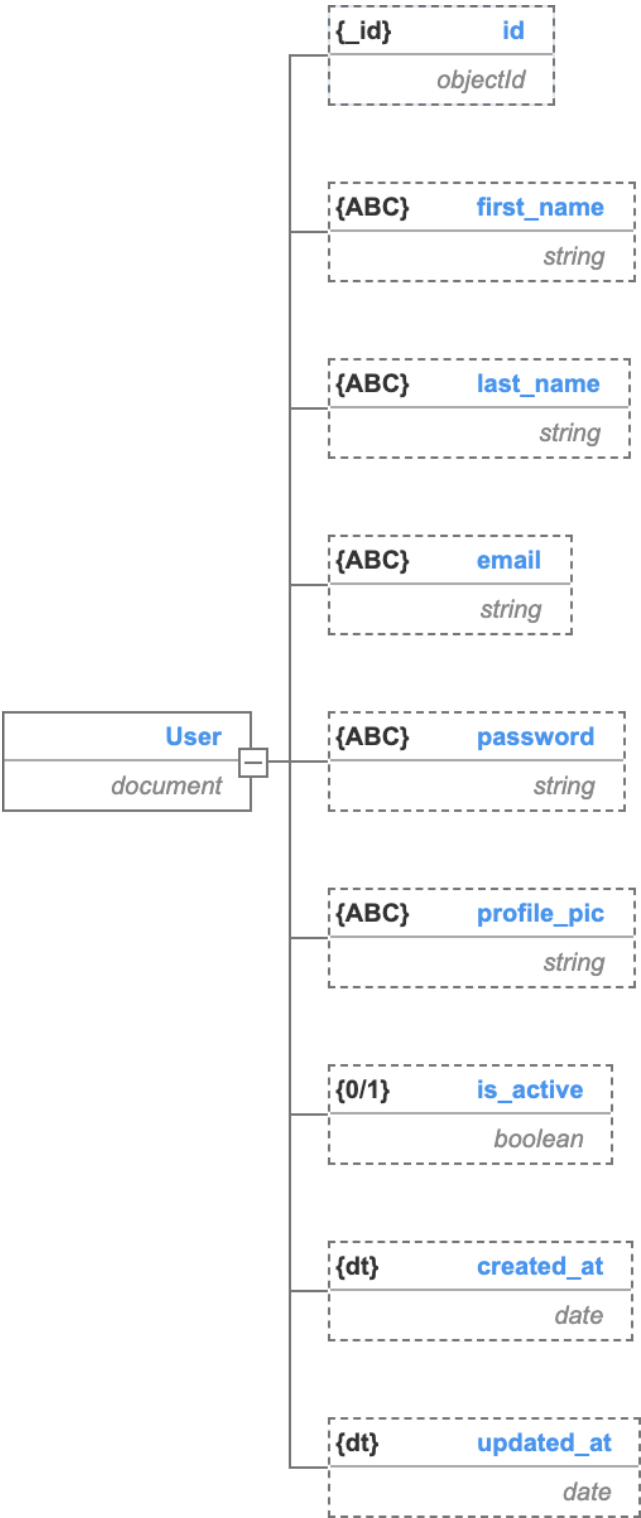 {_id} id
objectId
{ABC} first_name
string
{ABC} last_name
string
{ABC} email
string
User
document
{ABC} password
string
{ABC} profile_pic
string
{0/1} is_active
boolean
{dt} created_at
date
{dt} updated_at
date